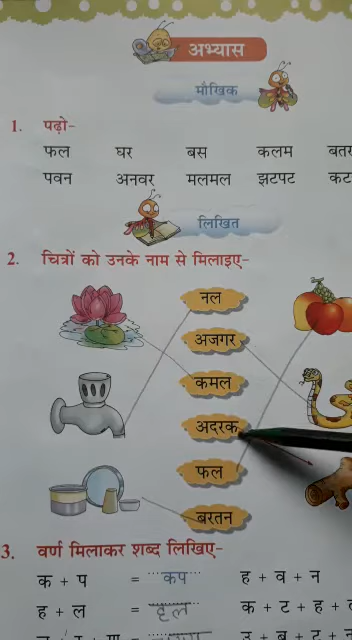 अभ्यास
मौखिक
1. पढ़ो-
फल घर बस कलम
पवन अनवर मलमल झटपट
लिखित
2. चित्रों को उनके नाम से मिलाइए-
नल
अजगर
कमल
अदरक
फल
बरतन
3. वर्ण मिलाकर शब्द लिखिए-
क + प = कप ह + व + न
ह + ल = हल क + ट + ह +